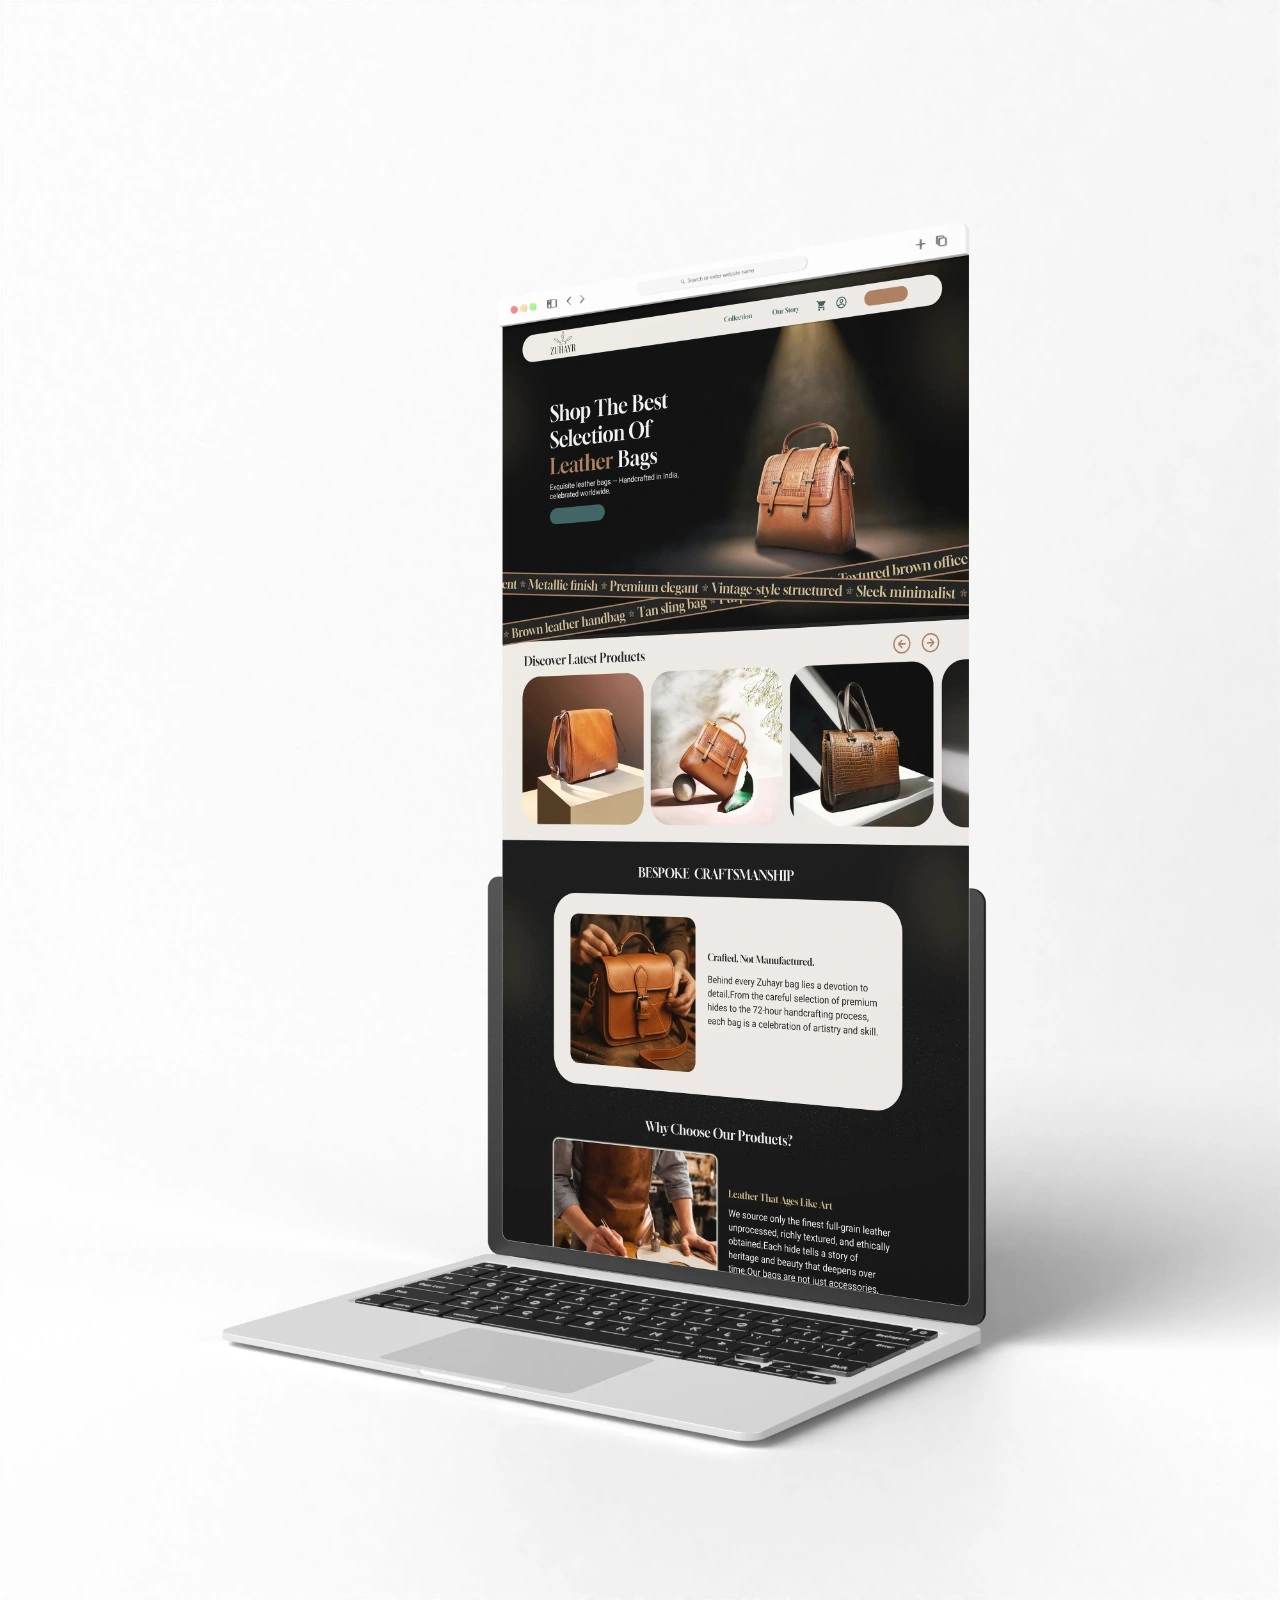 Search or enter website name
ZUHAYR
Collection
Our Story
Shop The Best
Selection Of
Leather Bags
Exquisite leather bags – Handcrafted in India,
celebrated worldwide.
Textured brown office
Metallic finish * Premium elegant * Vintage-style structured * Sleek minimalist *
* Brown leather handbag * Tan sling bag *
Discover Latest Products
BESPOKE CRAFTSMANSHIP
Crafted. Not Manufactured.
Behind every Zuhayr bag lies a devotion to
detail.From the careful selection of premium
hides to the 72-hour handcrafting process,
each bag is a celebration of artistry and skill.
Why Choose Our Products?
Leather That Ages Like Art
We source only the finest full-grain leather
unprocessed, richly textured, and ethically
obtained.Each hide tells a story of
heritage and beauty that deepens over
time.Our bags are not just accessories,